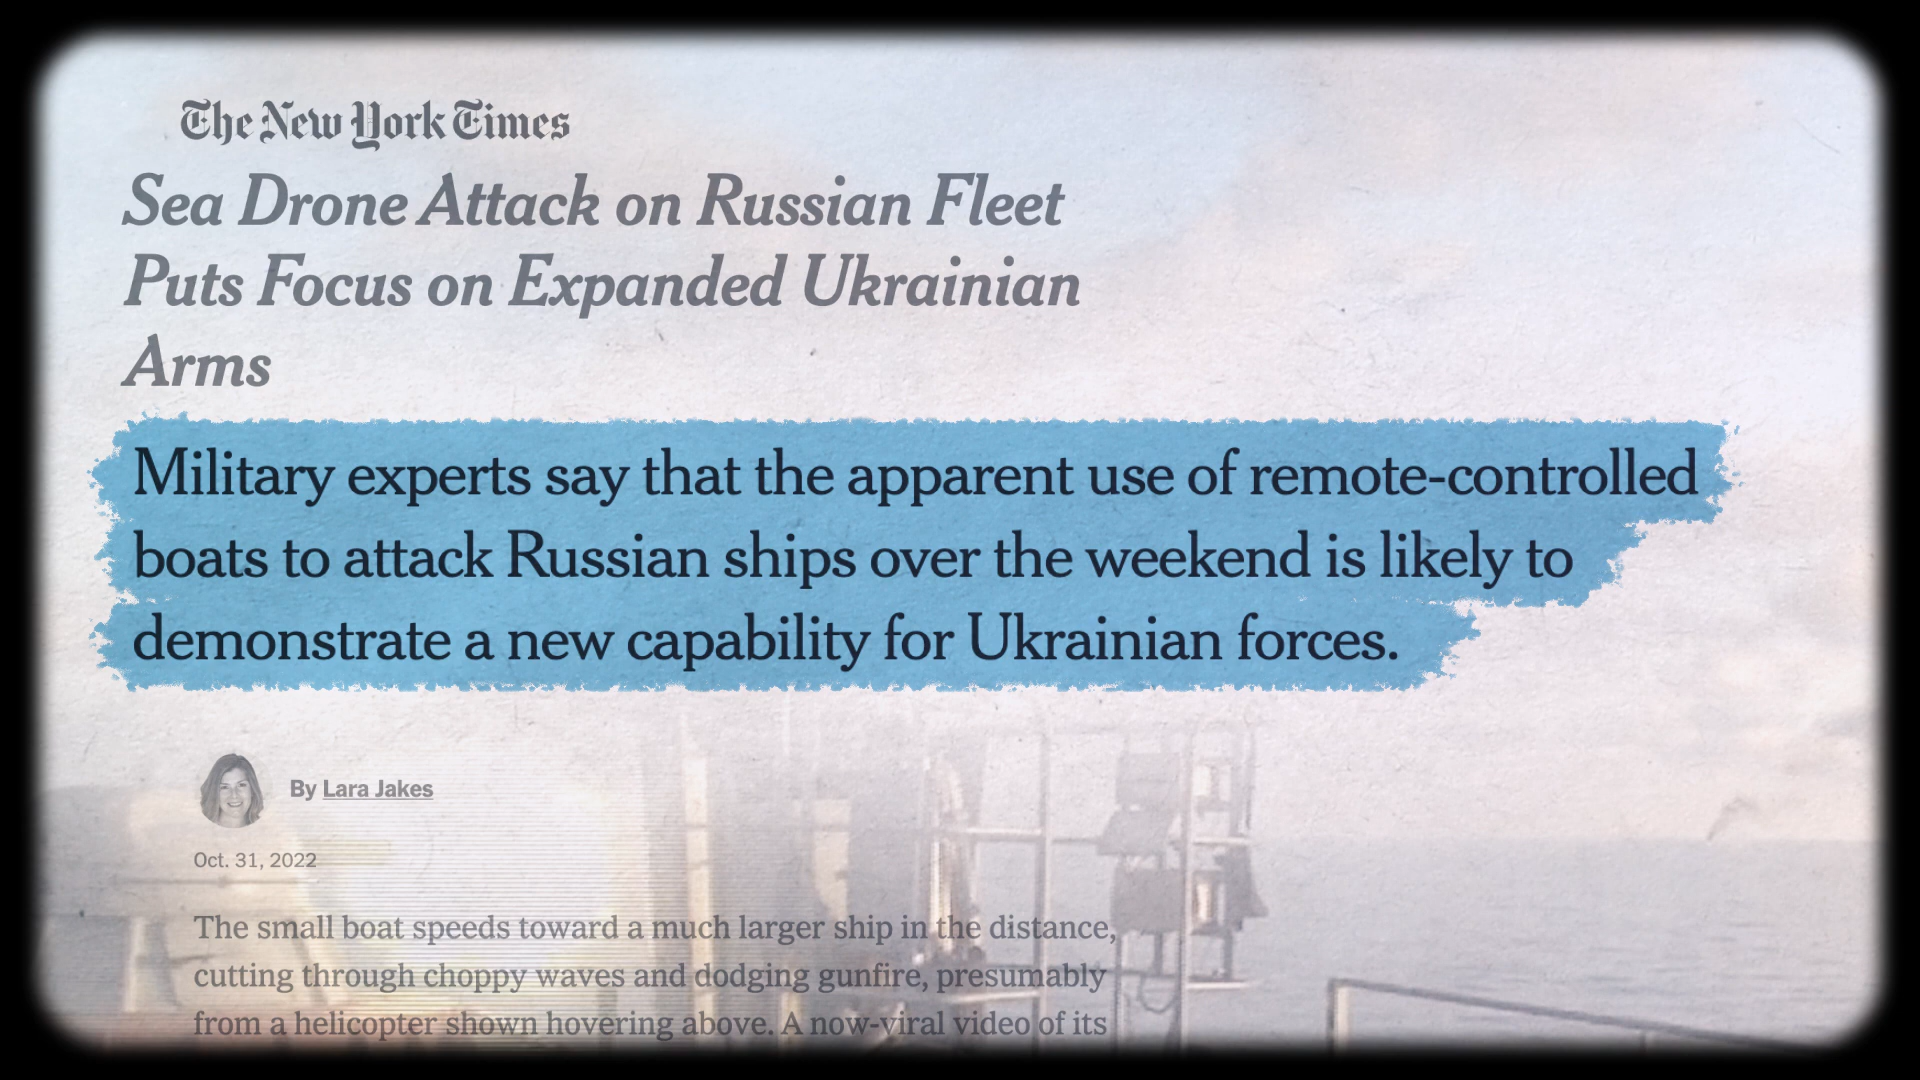 The New York Times
Sea Drone Attack on Russian Fleet
Puts Focus on Expanded Ukrainian
Arms
Military experts say that the apparent use of remote-controlled
boats to attack Russian ships over the weekend is likely to
demonstrate a new capability for Ukrainian forces.
By Lara Jakes
Oct. 31, 2022
The small boat speeds toward a much larger ship in the distance,
cutting through choppy waves and dodging gunfire, presumably
from a helicopter shown hovering above. A now-viral video of its